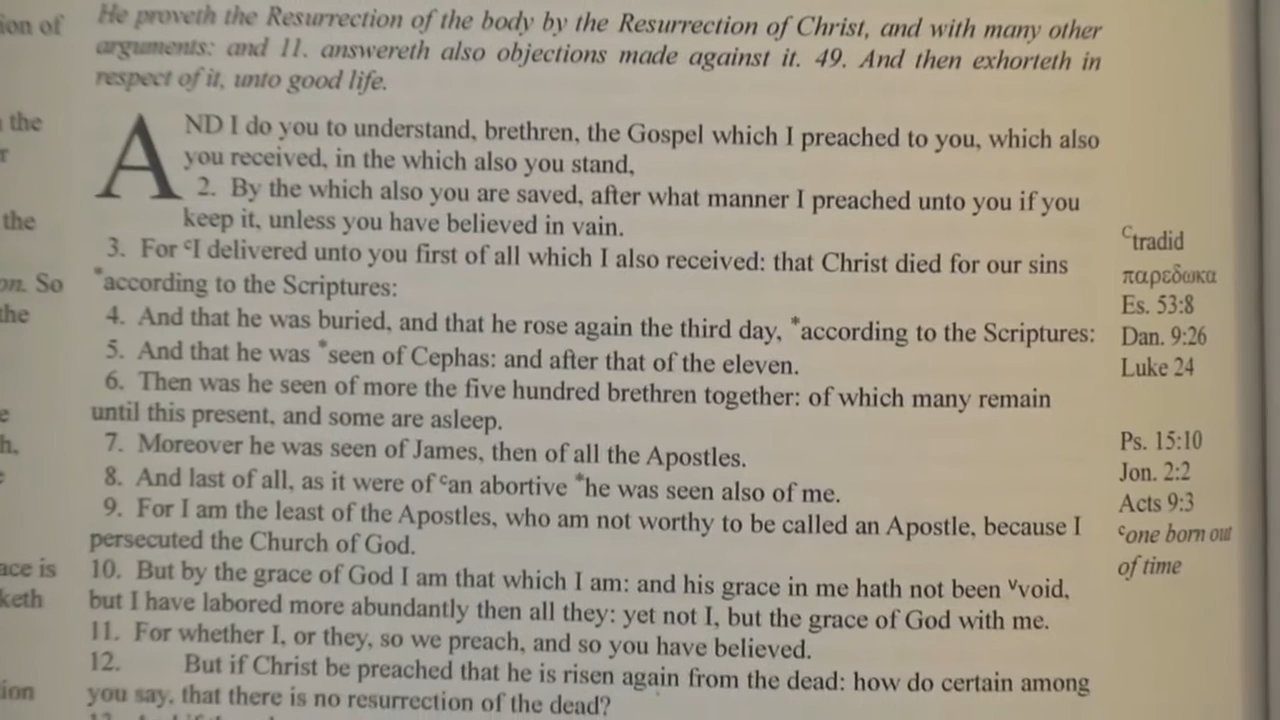 ion of
the
r
the
on. So
the
e
h,
e
ace is
keth
ion
He proveth the Resurrection of the body by the Resurrection of Christ, and with many other
arguments: and 11. answereth also objections made against it. 49. And then exhorteth in
respect of it, unto good life.
AND I do you to understand, brethren, the Gospel which I preached to you, which also
you received, in the which also you stand,
2. By the which also you are saved, after what manner I preached unto you if you
keep it, unless you have believed in vain.
3. For ᶜI delivered unto you first of all which I also received: that Christ died for our sins
*according to the Scriptures:
4. And that he was buried, and that he rose again the third day, *according to the Scriptures:
5. And that he was *seen of Cephas: and after that of the eleven.
6. Then was he seen of more the five hundred brethren together: of which many remain
until this present, and some are asleep.
7. Moreover he was seen of James, then of all the Apostles.
8. And last of all, as it were of ᶜan abortive *he was seen also of me.
9. For I am the least of the Apostles, who am not worthy to be called an Apostle, because I
persecuted the Church of God.
10. But by the grace of God I am that which I am: and his grace in me hath not been ᵛvoid,
but I have labored more abundantly then all they: yet not I, but the grace of God with me.
11. For whether I, or they, so we preach, and so you have believed.
12. But if Christ be preached that he is risen again from the dead: how do certain among
you say, that there is no resurrection of the dead?
ᶜtradid
παρεδωκα
Es. 53:8
Dan. 9:26
Luke 24
Ps. 15:10
Jon. 2:2
Acts 9:3
ᶜone born out
of time